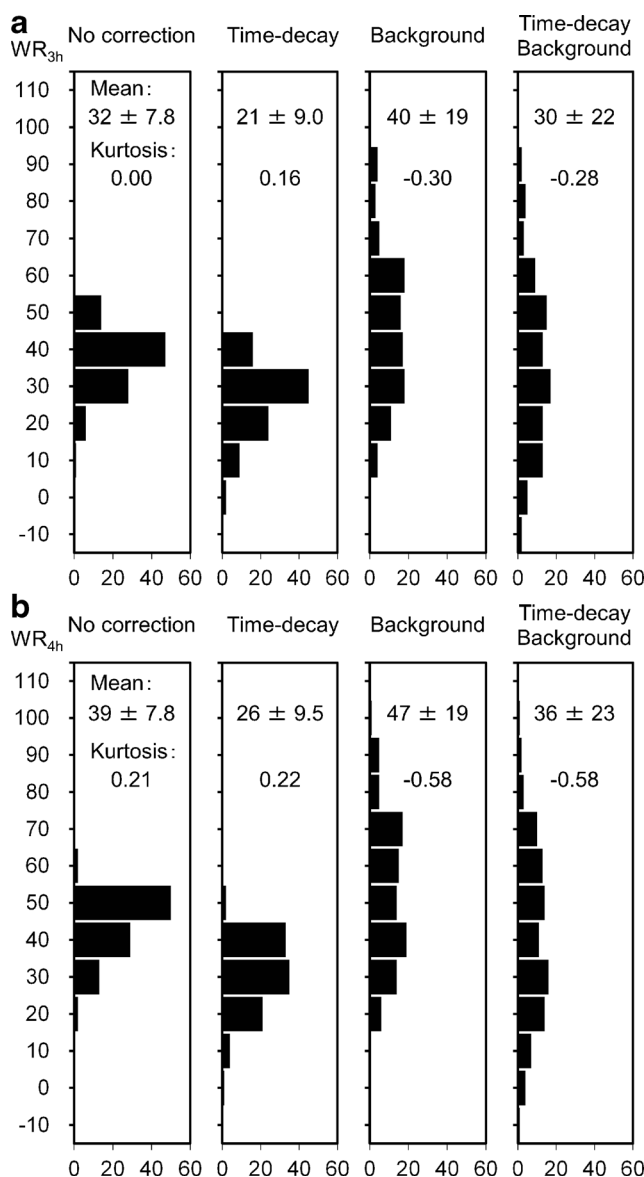 a
No correction
Time-decay
Background
Time-decay
Background
WR3h
110
100
90
80
70
60
50
40
30
20
10
0
-10
Mean:
32 ± 7.8
Kurtosis:
0.00
21 ± 9.0
0.16
40 ± 19
-0.30
30 ± 22
-0.28
0 20 40 60
0 20 40 60
0 20 40 60
0 20 40 60
b
No correction
Time-decay
Background
Time-decay
Background
WR4h
110
100
90
80
70
60
50
40
30
20
10
0
-10
Mean:
39 ± 7.8
Kurtosis:
0.21
26 ± 9.5
0.22
47 ± 19
-0.58
36 ± 23
-0.58
0 20 40 60
0 20 40 60
0 20 40 60
0 20 40 60